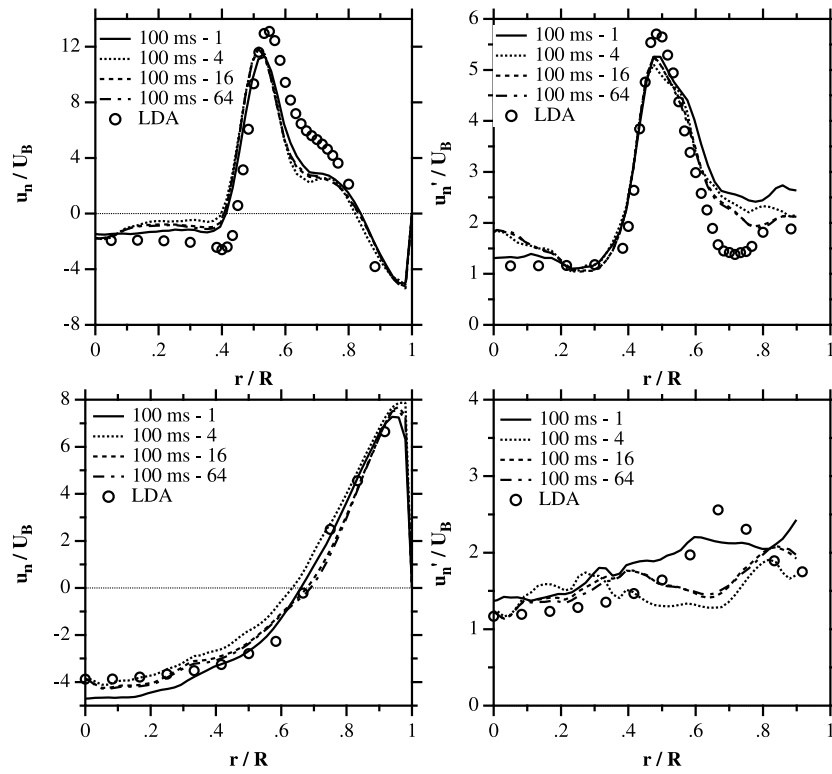 12
8
4
0
-4
-8
u_n / U_B
100 ms - 1
100 ms - 4
100 ms - 16
100 ms - 64
LDA
0 .2 .4 .6 .8 1
r / R
6
5
4
3
2
1
0
u_n' / U_B
100 ms - 1
100 ms - 4
100 ms - 16
100 ms - 64
LDA
0 .2 .4 .6 .8 1
r / R
8
6
4
2
0
-2
-4
u_n / U_B
100 ms - 1
100 ms - 4
100 ms - 16
100 ms - 64
LDA
0 .2 .4 .6 .8 1
r / R
4
3
2
1
0
u_n' / U_B
100 ms - 1
100 ms - 4
100 ms - 16
100 ms - 64
LDA
0 .2 .4 .6 .8 1
r / R